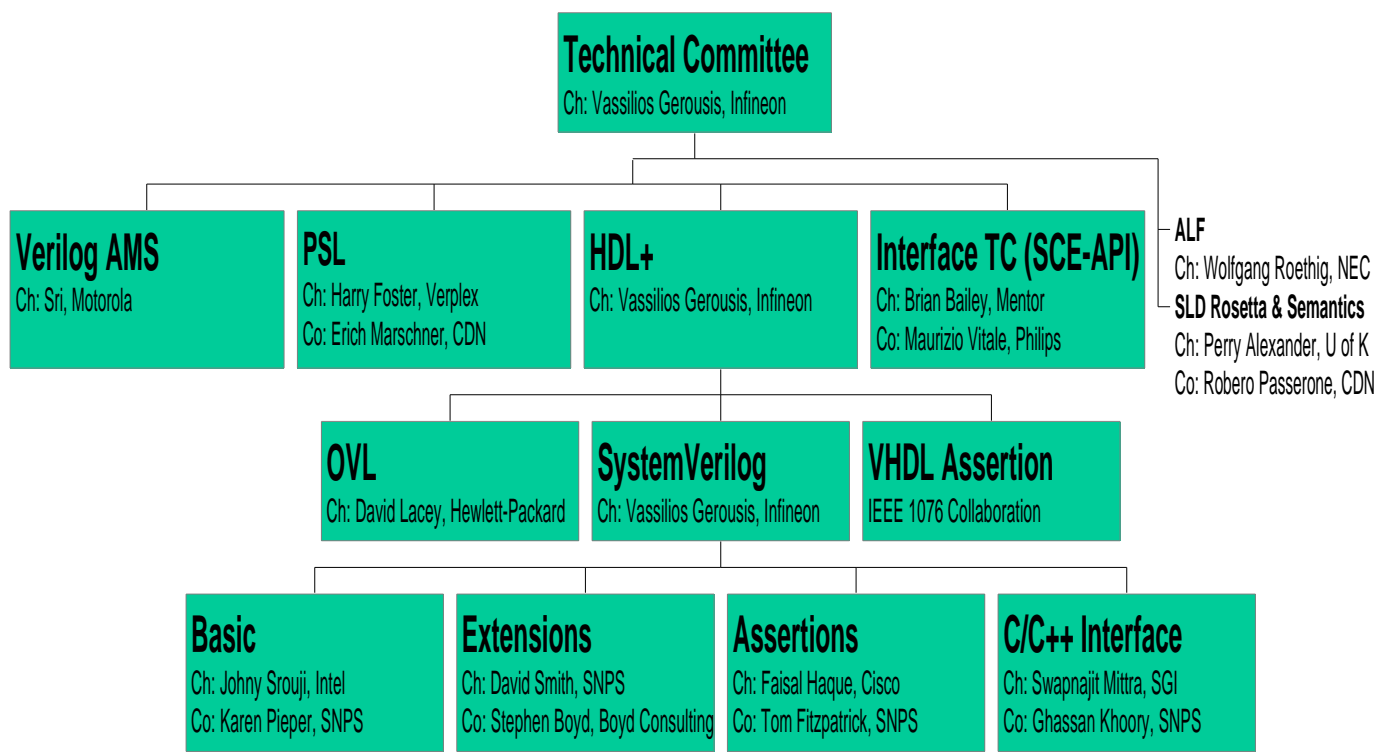 Technical Committee
Ch: Vassilios Gerousis, Infineon
Verilog AMS
Ch: Sri, Motorola
PSL
Ch: Harry Foster, Verplex
Co: Erich Marschner, CDN
HDL+
Ch: Vassilios Gerousis, Infineon
Interface TC (SCE-API)
Ch: Brian Bailey, Mentor
Co: Maurizio Vitale, Philips
ALF
Ch: Wolfgang Roethig, NEC
SLD Rosetta & Semantics
Ch: Perry Alexander, U of K
Co: Robero Passerone, CDN
OVL
Ch: David Lacey, Hewlett-Packard
SystemVerilog
Ch: Vassilios Gerousis, Infineon
VHDL Assertion
IEEE 1076 Collaboration
Basic
Ch: Johny Srouji, Intel
Co: Karen Pieper, SNPS
Extensions
Ch: David Smith, SNPS
Co: Stephen Boyd, Boyd Consulting
Assertions
Ch: Faisal Haque, Cisco
Co: Tom Fitzpatrick, SNPS
C/C++ Interface
Ch: Swapnajit Mittra, SGI
Co: Ghassan Khoory, SNPS